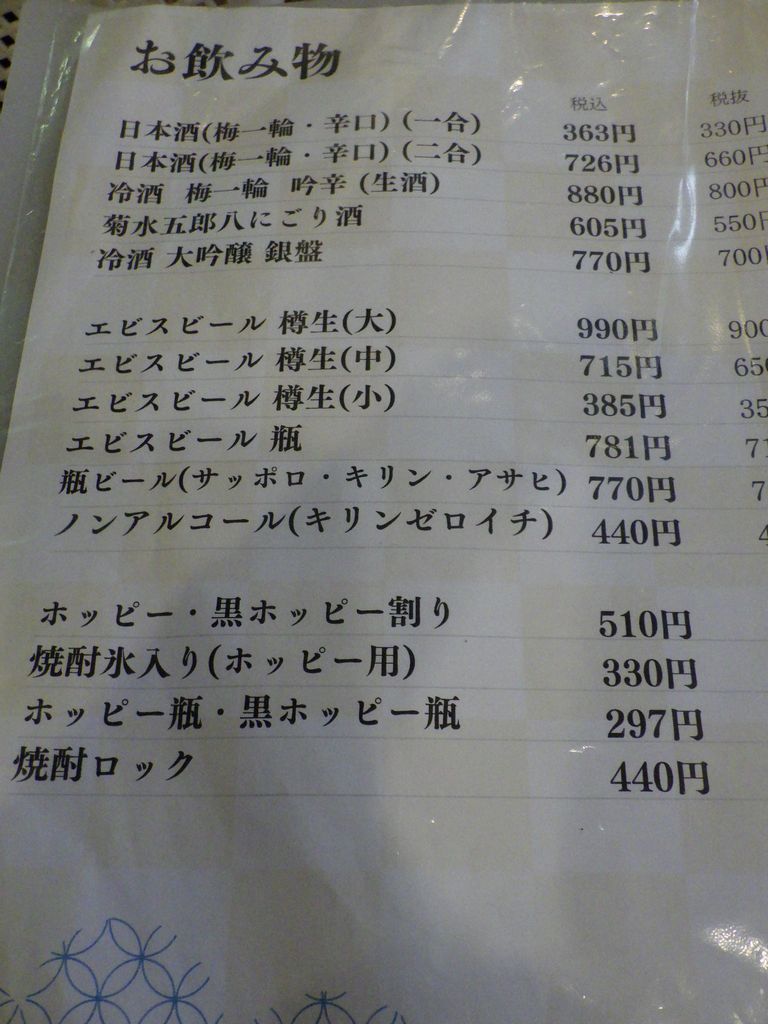 お飲み物
税込 税抜
日本酒(梅一輪・辛口) (一合) 363円 330円
日本酒(梅一輪・辛口) (二合) 726円 660円
冷酒 梅一輪 吟辛 (生酒) 880円 800円
菊水五郎八にごり酒 605円 550円
冷酒 大吟醸 銀盤 770円 700円
エビスビール 樽生(大) 990円 900
エビスビール 樽生(中) 715円 650
エビスビール 樽生(小) 385円 35
エビスビール 瓶 781円 71
瓶ビール(サッポロ・キリン・アサヒ) 770円 7
ノンアルコール(キリンゼロイチ) 440円 4
ホッピー・黒ホッピー割り 510円
焼酎氷入り(ホッピー用) 330円
ホッピー瓶・黒ホッピー瓶 297円
焼酎ロック 440円